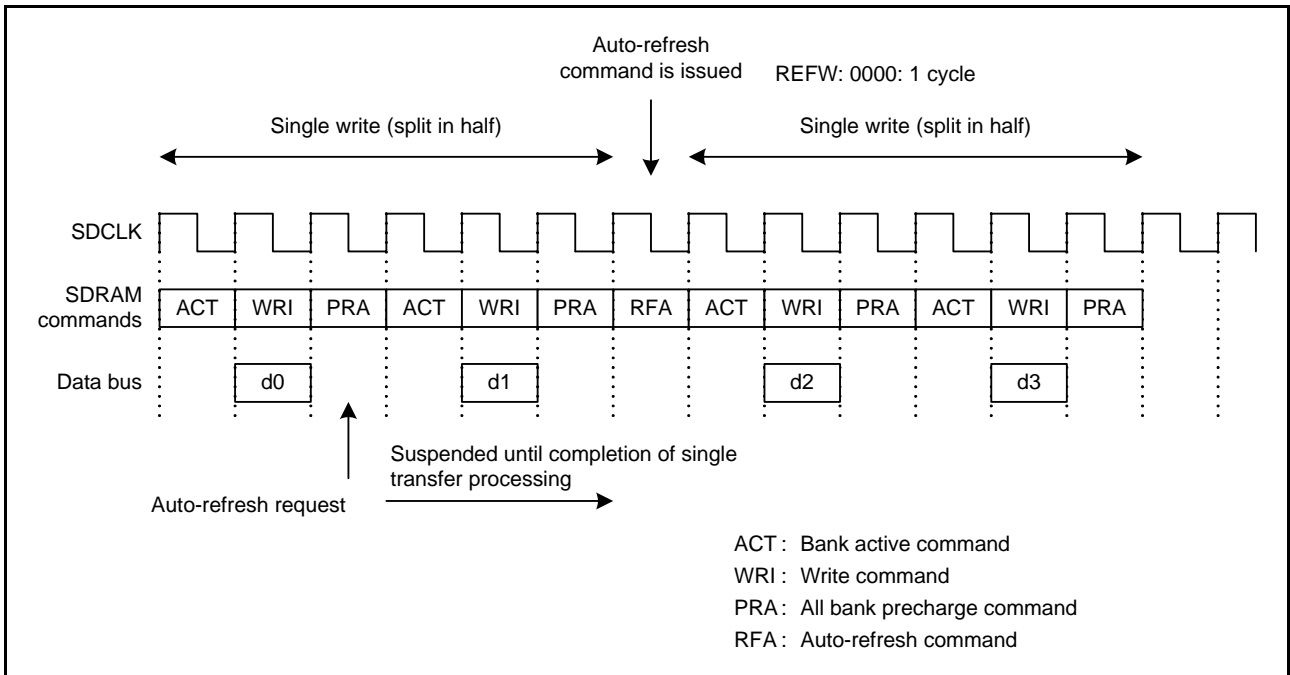 Auto-refresh
command is issued
REFW: 0000: 1 cycle
Single write (split in half)
Single write (split in half)
SDCLK
SDRAM
commands
ACT WRI PRA ACT WRI PRA RFA ACT WRI PRA ACT WRI PRA
Data bus
d0 d1 d2 d3
Suspended until completion of single
transfer processing
Auto-refresh request
ACT : Bank active command
WRI : Write command
PRA : All bank precharge command
RFA : Auto-refresh command